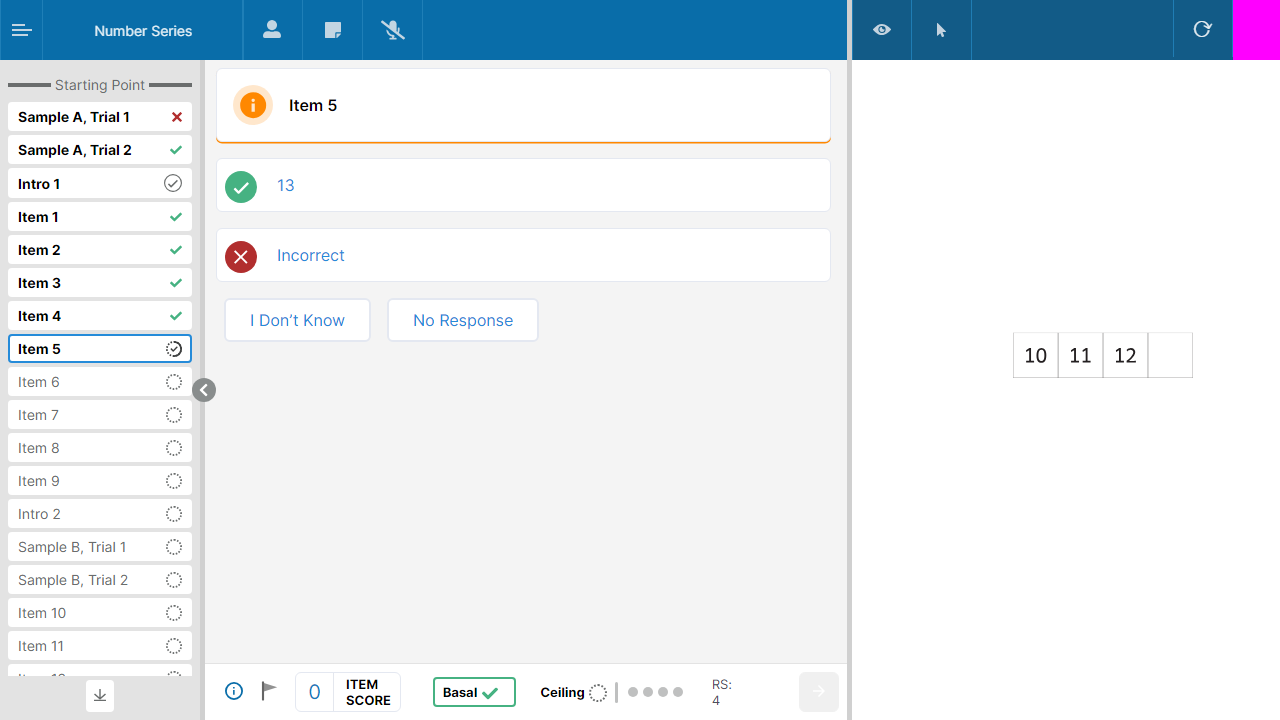 Number Series
Starting Point
Sample A, Trial 1
Sample A, Trial 2
Intro 1
Item 1
Item 2
Item 3
Item 4
Item 5
Item 6
Item 7
Item 8
Item 9
Intro 2
Sample B, Trial 1
Sample B, Trial 2
Item 10
Item 11
Item 5
13
Incorrect
I Don’t Know
No Response
0
ITEM
SCORE
Basal
Ceiling
RS:
4
10 11 12